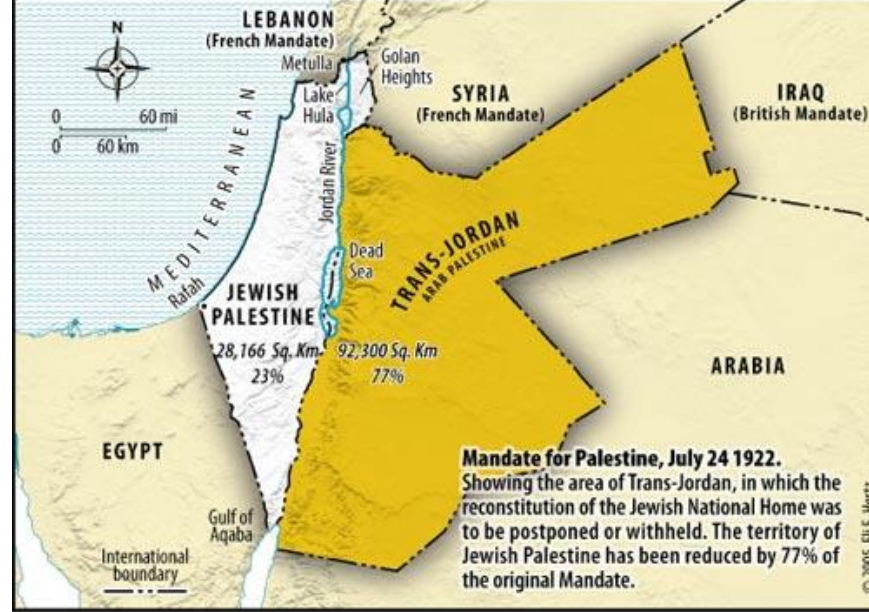 LEBANON
(French Mandate)
N
Metulla
Golan
Heights
Lake
Hula
SYRIA
(French Mandate)
IRAQ
(British Mandate)
0 60 mi
0 60 km
MEDITERRANEAN
Jordan River
TRANS-JORDAN
ARAB PALESTINE
Dead
Sea
Rafah
JEWISH
PALESTINE
28,166 Sq. Km
23%
92,300 Sq. Km
77%
ARABIA
EGYPT
Mandate for Palestine, July 24 1922.
Showing the area of Trans-Jordan, in which the
reconstitution of the Jewish National Home was
to be postponed or withheld. The territory of
Jewish Palestine has been reduced by 77% of
the original Mandate.
Gulf of
Aqaba
International
boundary
© 2005 Eli E. Hertz